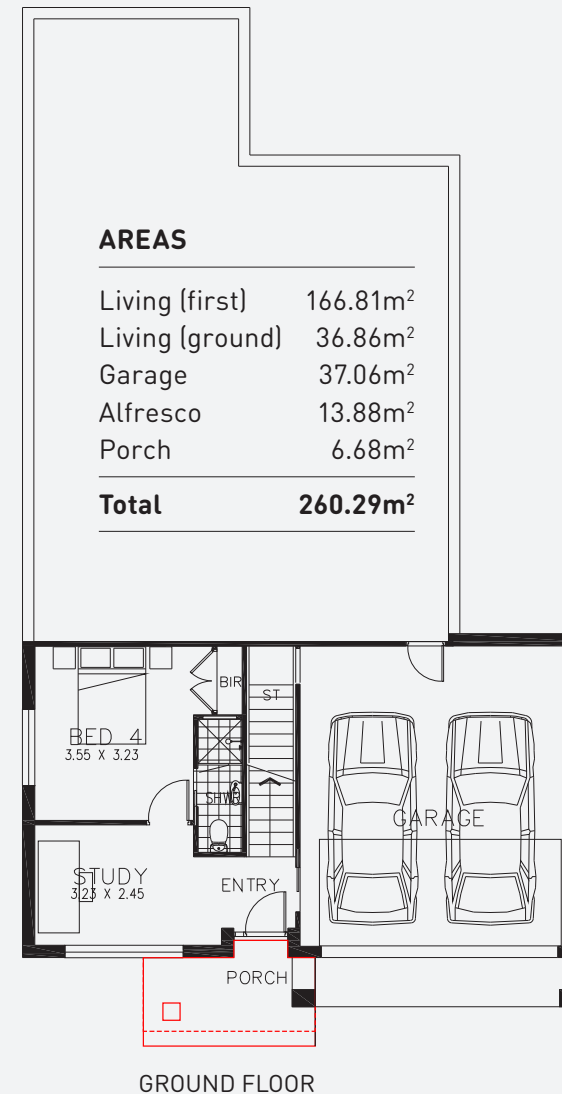 AREAS
Living (first) 166.81m²
Living (ground) 36.86m²
Garage 37.06m²
Alfresco 13.88m²
Porch 6.68m²
Total 260.29m²
BIR
ST
BED 4
3.55 X 3.23
SHWR
GARAGE
STUDY
3.23 X 2.45
ENTRY
PORCH
GROUND FLOOR